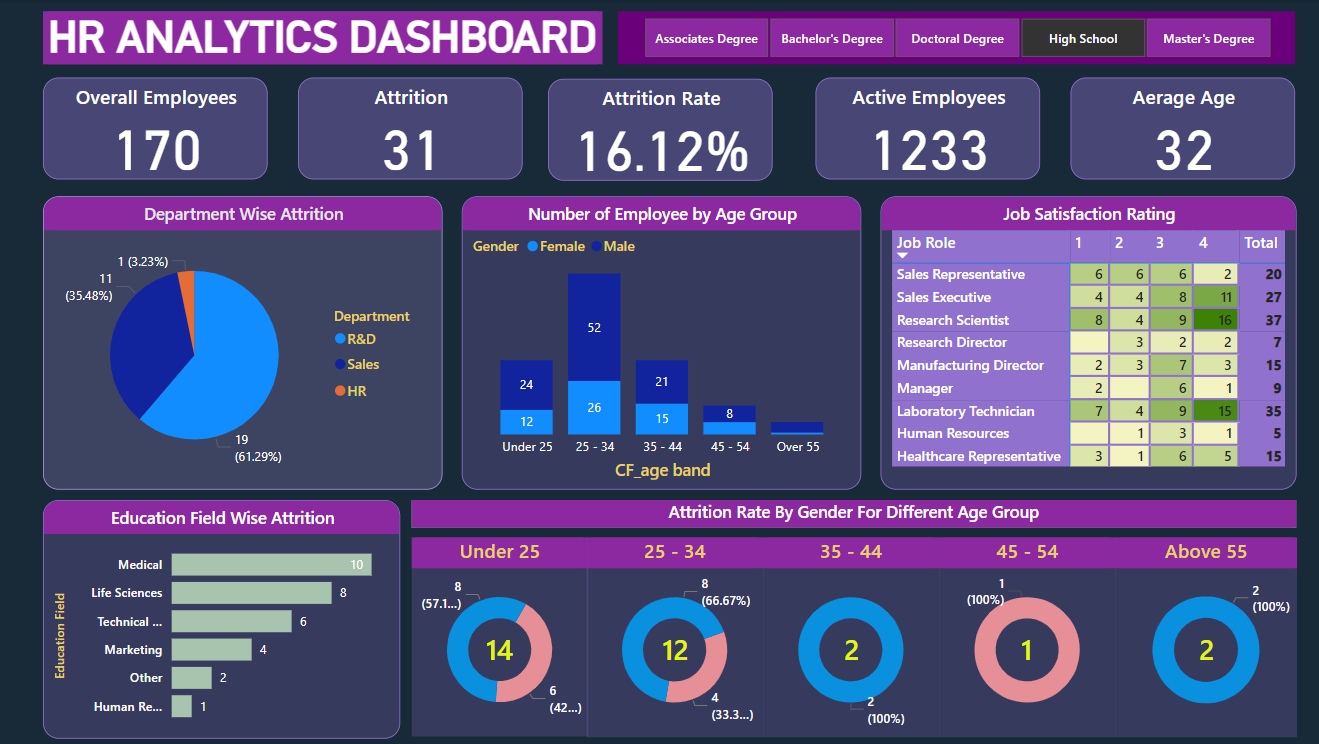 HR ANALYTICS DASHBOARD
Associates Degree Bachelor's Degree Doctoral Degree High School Master's Degree
Overall Employees
170
Attrition
31
Attrition Rate
16.12%
Active Employees
1233
Aerage Age
32
Department Wise Attrition
1 (3.23%)
11
(35.48%)
19
(61.29%)
Department
R&D
Sales
HR
Number of Employee by Age Group
Gender Female Male
24
12
52
26
21
15
8
Under 25 25 - 34 35 - 44 45 - 54 Over 55
CF_age band
Job Satisfaction Rating
Job Role 1 2 3 4 Total
Sales Representative 6 6 6 2 20
Sales Executive 4 4 8 11 27
Research Scientist 8 4 9 16 37
Research Director 3 2 2 7
Manufacturing Director 2 3 7 3 15
Manager 2 6 1 9
Laboratory Technician 7 4 9 15 35
Human Resources 1 3 1 5
Healthcare Representative 3 1 6 5 15
Education Field Wise Attrition
Education Field
Medical 10
Life Sciences 8
Technical ... 6
Marketing 4
Other 2
Human Re... 1
Attrition Rate By Gender For Different Age Group
Under 25
8
(57.1...)
14
6
(42...)
25 - 34
8
(66.67%)
12
4
(33.3...)
35 - 44
2
2
(100%)
45 - 54
1
(100%)
1
Above 55
2
(100%)
2